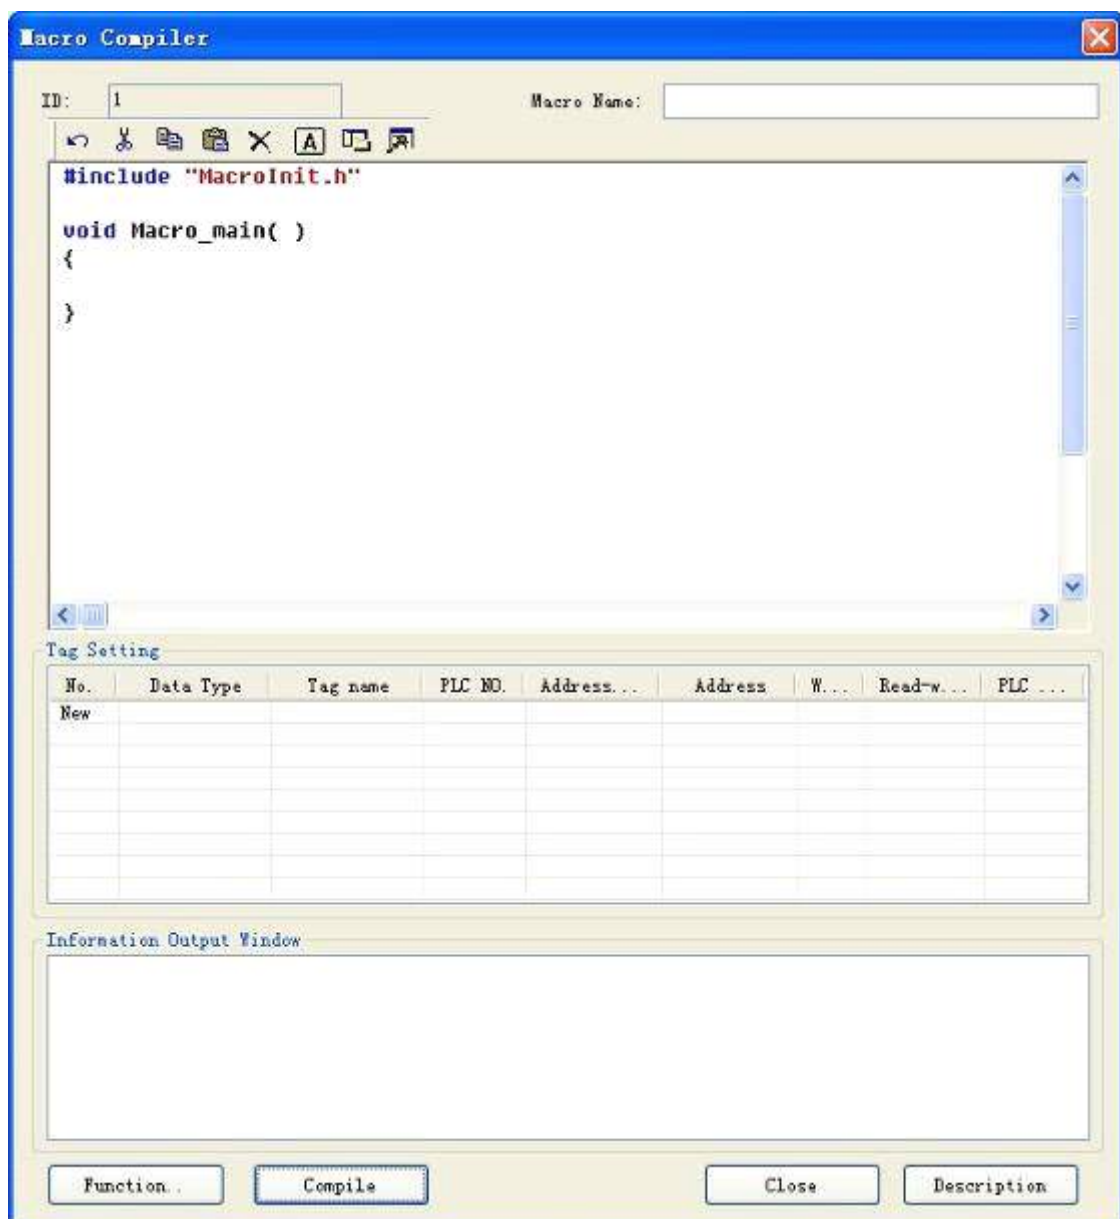 Macro Compiler
ID: 1 Macro Name:
A
#include "MacroInit.h"
void Macro_main( )
{
}
Tag Setting
No. Data Type Tag name PLC NO. Address... Address W... Read-w... PLC ...
New
Information Output Window
Function.. Compile Close Description